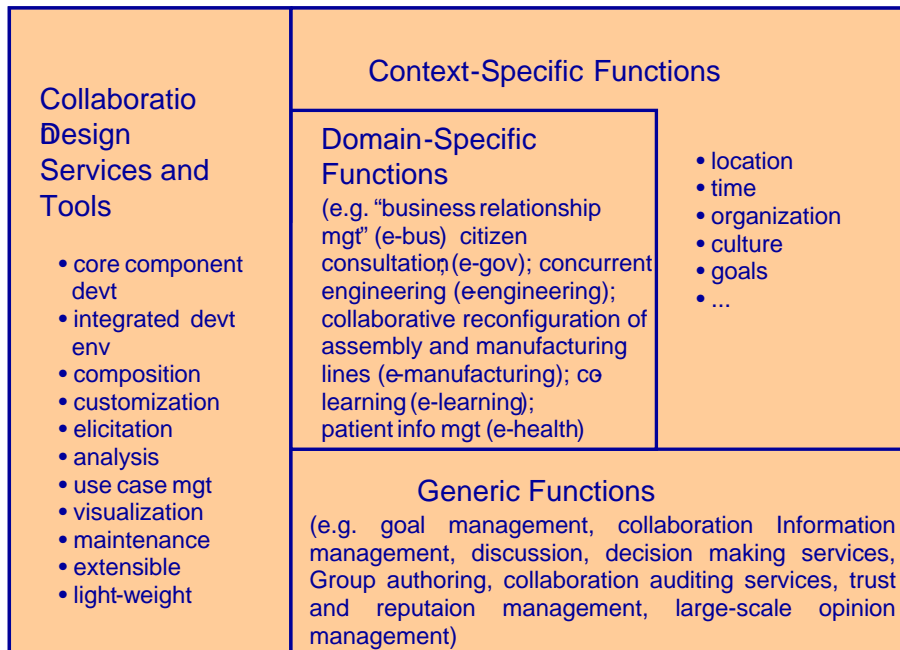 Collaboration
Design
Services and
Tools
• core component
devt
• integrated devt
env
• composition
• customization
• elicitation
• analysis
• use case mgt
• visualization
• maintenance
• extensible
• light-weight
Context-Specific Functions
Domain-Specific
Functions
(e.g. “business relationship
mgt” (e-bus) citizen
consultation; (e-gov); concurrent
engineering (e-engineering);
collaborative reconfiguration of
assembly and manufacturing
lines (e-manufacturing); co-
learning (e-learning);
patient info mgt (e-health)
• location
• time
• organization
• culture
• goals
• ...
Generic Functions
(e.g. goal management, collaboration Information
management, discussion, decision making services,
Group authoring, collaboration auditing services, trust
and reputaion management, large-scale opinion
management)